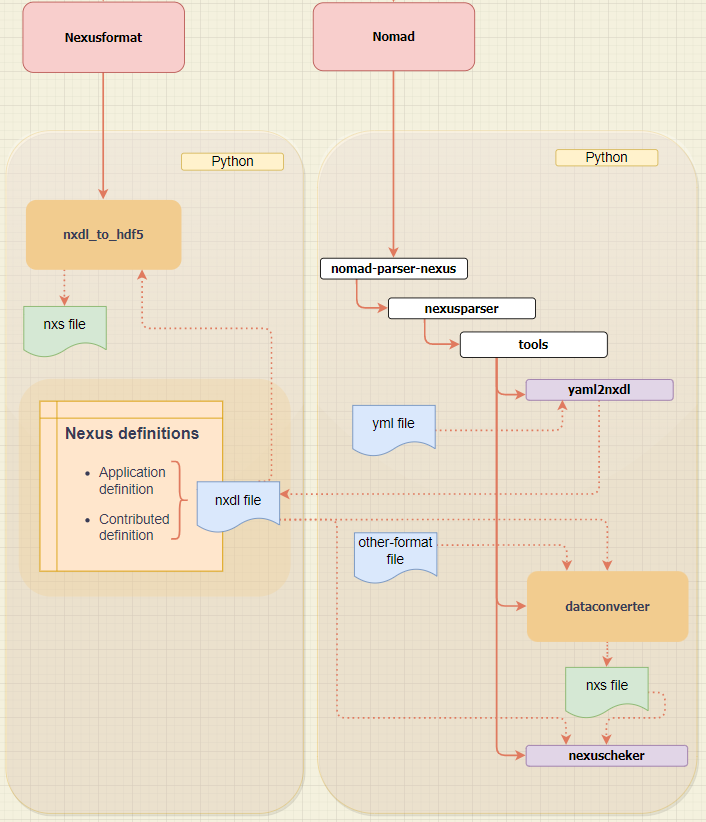 Nexusformat
Nomad
Python
Python
nxdl_to_hdf5
nomad-parser-nexus
nexusparser
nxs file
tools
yaml2nxdl
yml file
Nexus definitions
Application
definition
Contributed
definition
nxdl file
other-format
file
dataconverter
nxs file
nexuscheker